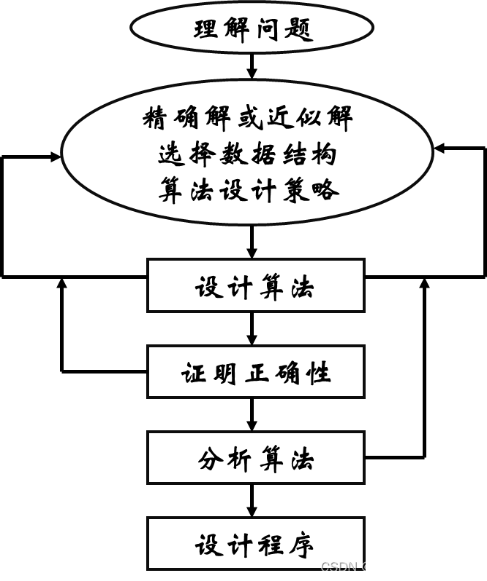 理解问题
精确解或近似解
选择数据结构
算法设计策略
设计算法
证明正确性
分析算法
设计程序
CSDN